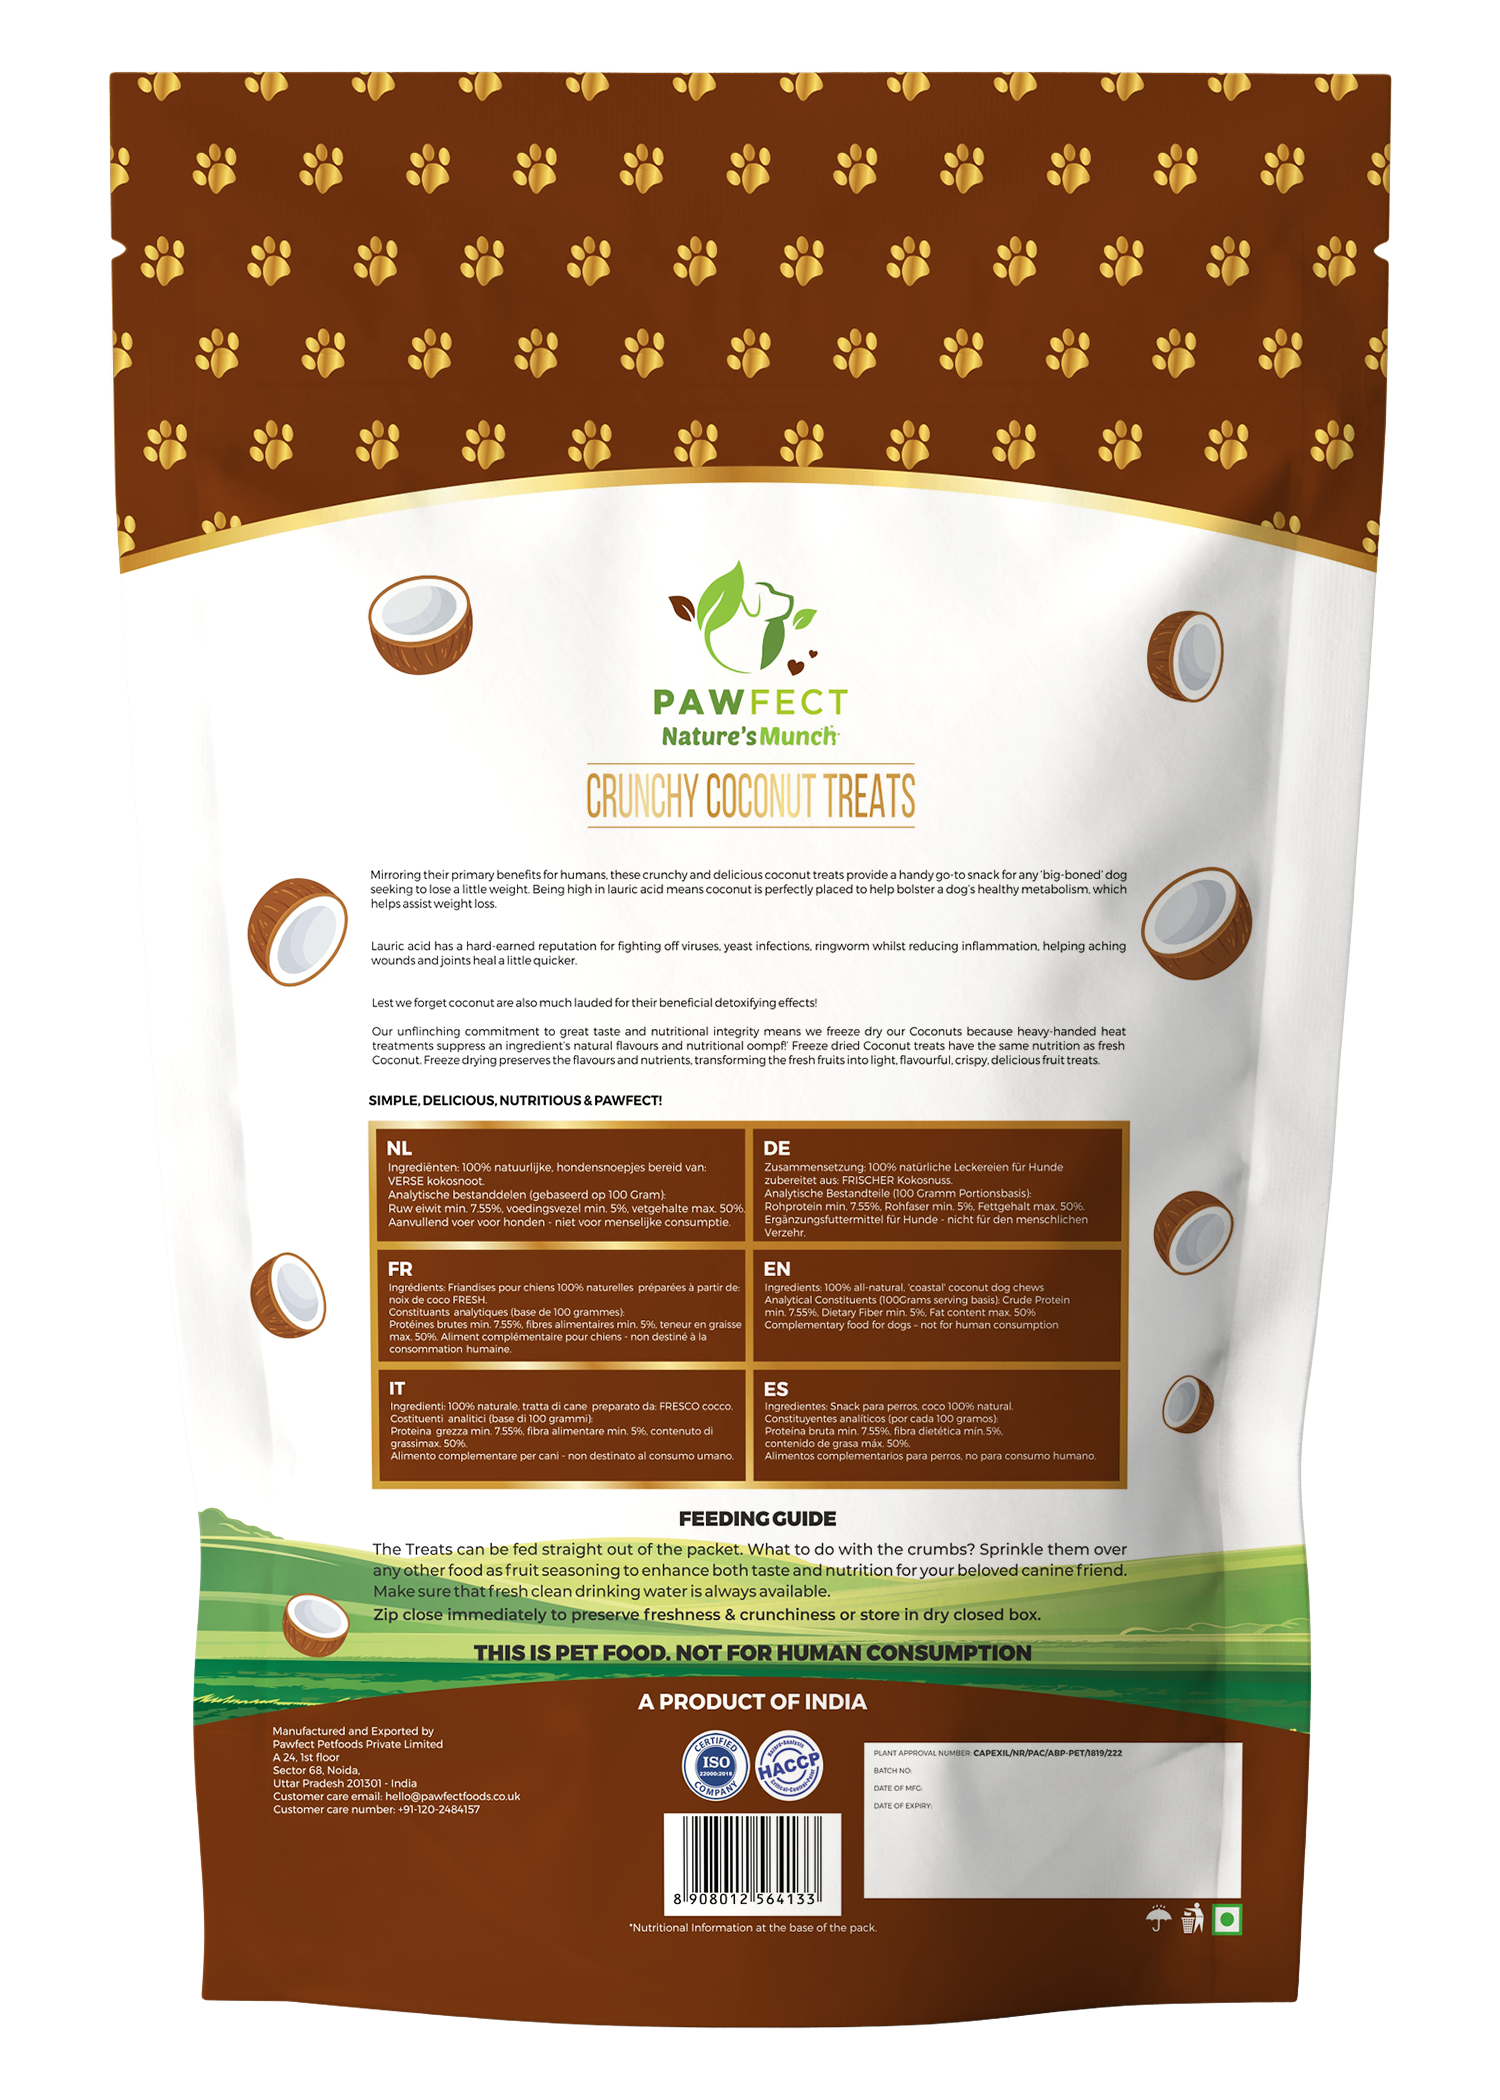 PAWFECT
Nature's Munch
CRUNCHY COCONUT TREATS
Mirroring their primary benefits for humans, these crunchy and delicious coconut treats provide a handy go-to snack for any 'big-boned' dog
seeking to lose a little weight. Being high in lauric acid means coconut is perfectly placed to help bolster a dog's healthy metabolism, which
helps assist weight loss.
Lauric acid has a hard-earned reputation for fighting off viruses, yeast infections, ringworm whilst reducing inflammation, helping aching
wounds and joints heal a little quicker.
Lest we forget coconut are also much lauded for their beneficial detoxifying effects!
Our unflinching commitment to great taste and nutritional integrity means we freeze dry our Coconuts because heavy-handed heat
treatments suppress an ingredient's natural flavours and nutritional oompf!' Freeze dried Coconut treats have the same nutrition as fresh
Coconut. Freeze drying preserves the flavours and nutrients, transforming the fresh fruits into light, flavourful, crispy, delicious fruit treats.
SIMPLE, DELICIOUS, NUTRITIOUS & PAWFECT!
NL
Ingrediënten: 100% natuurlijke, hondensnoepjes bereid van:
VERSE kokosnoot.
Analytische bestanddelen (gebaseerd op 100 Gram):
Ruw eiwit min. 7.55%, voedingsvezel min. 5%, vetgehalte max. 50%.
Aanvullend voer voor honden - niet voor menselijke consumptie.
DE
Zusammensetzung: 100% natürliche Leckereien für Hunde
zubereitet aus: FRISCHER Kokosnuss.
Analytische Bestandteile (100 Gramm Portionsbasis):
Rohprotein min. 7.55%, Rohfaser min. 5%, Fettgehalt max. 50%.
Ergänzungsfuttermittel für Hunde - nicht für den menschlichen
Verzehr.
FR
Ingrédients: Friandises pour chiens 100% naturelles préparées à partir de:
noix de coco FRESH.
Constituants analytiques (base de 100 grammes):
Protéines brutes min. 7.55%, fibres alimentaires min. 5%, teneur en graisse
max. 50%. Aliment complémentaire pour chiens - non destiné à la
consommation humaine.
EN
Ingredients: 100% all-natural, 'coastal' coconut dog chews
Analytical Constituents (100Grams serving basis): Crude Protein
min. 7.55%, Dietary Fiber min. 5%, Fat content max. 50%
Complementary food for dogs – not for human consumption
IT
Ingredienti: 100% naturale, tratta di cane preparato da: FRESCO cocco.
Costituenti analitici (base di 100 grammi):
Proteina grezza min. 7.55%, fibra alimentare min. 5%, contenuto di
grassimax. 50%.
Alimento complementare per cani - non destinato al consumo umano.
ES
Ingredientes: Snack para perros, coco 100% natural.
Constituyentes analíticos (por cada 100 gramos):
Proteína bruta min. 7.55%, fibra dietética mín.5%,
contenido de grasa máx. 50%.
Alimentos complementarios para perros, no para consumo humano.
FEEDING GUIDE
The Treats can be fed straight out of the packet. What to do with the crumbs? Sprinkle them over
any other food as fruit seasoning to enhance both taste and nutrition for your beloved canine friend.
Make sure that fresh clean drinking water is always available.
Zip close immediately to preserve freshness & crunchiness or store in dry closed box.
THIS IS PET FOOD. NOT FOR HUMAN CONSUMPTION
A PRODUCT OF INDIA
Manufactured and Exported by
Pawfect Petfoods Private Limited
A 24, 1st floor
Sector 68, Noida,
Uttar Pradesh 201301 - India
Customer care email: hello@pawfectfoods.co.uk
Customer care number: +91-120-2484157
CERTIFIED
ISO
22000:2018
COMPANY
Hazard-Analysis
HACCP
Critical-Control-Point
PLANT APPROVAL NUMBER: CAPEXIL/NR/PAC/ABP-PET/1819/222
BATCH NO:
DATE OF MFG:
DATE OF EXPIRY:
8 908012 564133
*Nutritional Information at the base of the pack.